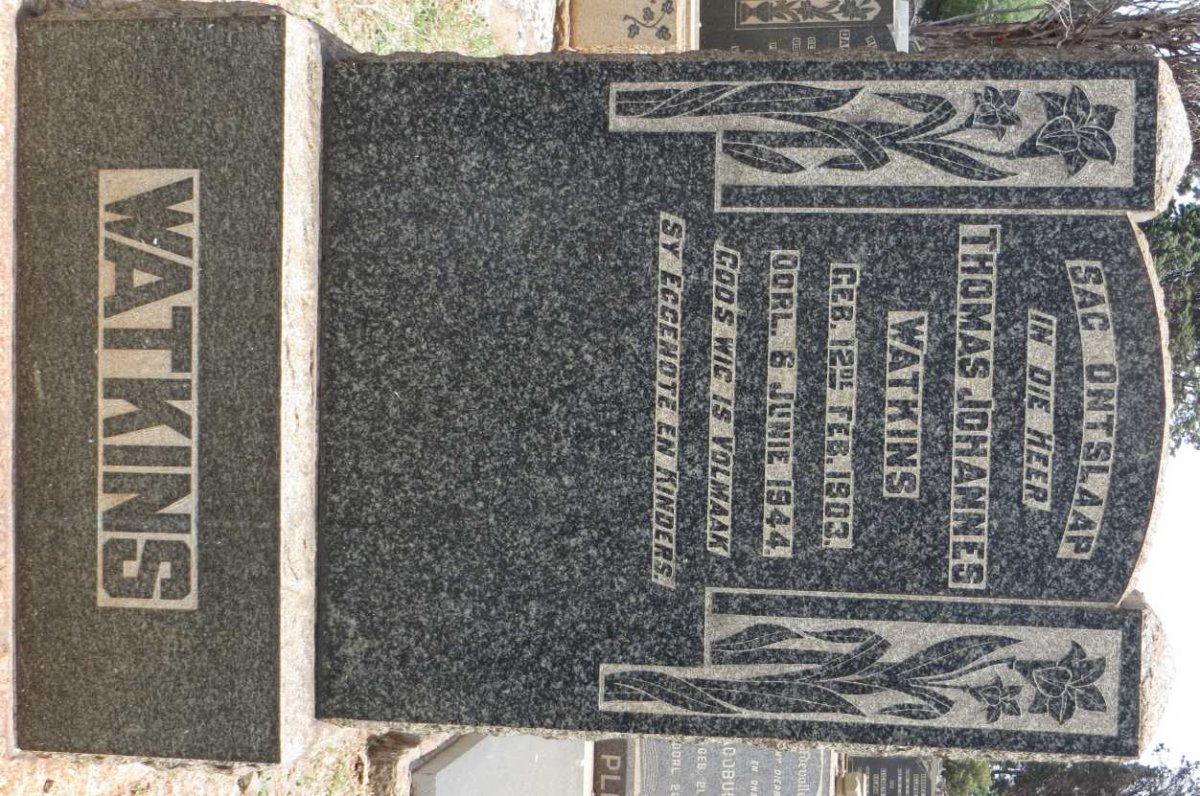 SAG ONTSLAAP
IN DIE HEER
THOMAS JOHANNES
WATKINS
GEB. 12DE FEB. 1903.
OORL. 6 JUNIE 1944
GODS WIG IS VOLMAAK
SY EGGENOTE EN KINDERS.
WATKINS